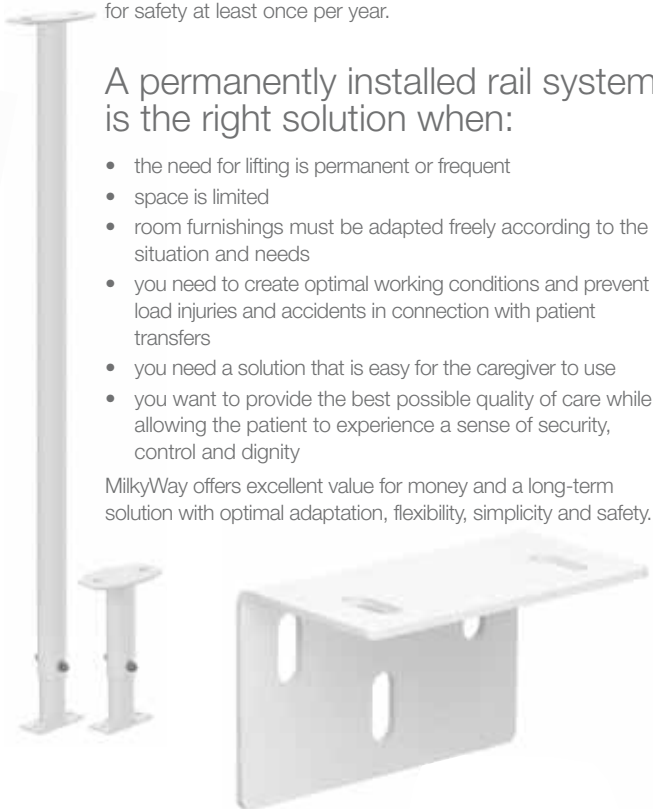 for safety at least once per year.
A permanently installed rail system
is the right solution when:
• the need for lifting is permanent or frequent
• space is limited
• room furnishings must be adapted freely according to the
situation and needs
• you need to create optimal working conditions and prevent
load injuries and accidents in connection with patient
transfers
• you need a solution that is easy for the caregiver to use
• you want to provide the best possible quality of care while
allowing the patient to experience a sense of security,
control and dignity
MilkyWay offers excellent value for money and a long-term
solution with optimal adaptation, flexibility, simplicity and safety.